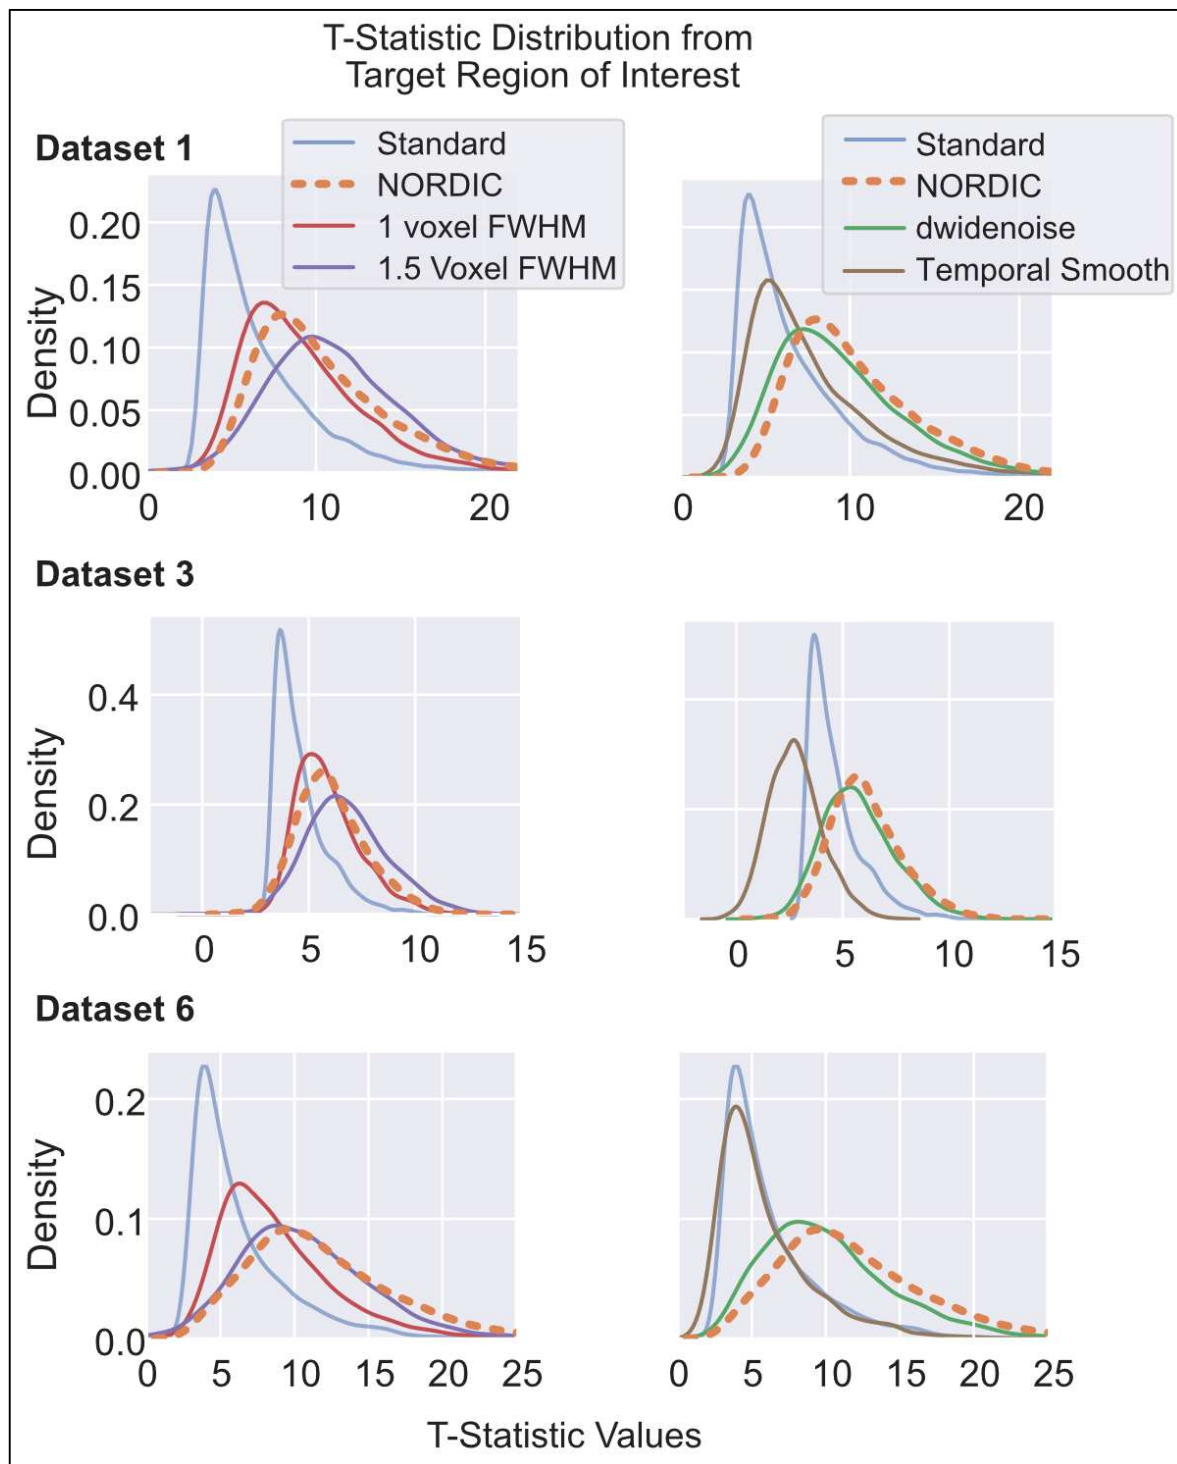 T-Statistic Distribution from
Target Region of Interest
Dataset 1
Standard
NORDIC
1 voxel FWHM
1.5 Voxel FWHM
Standard
NORDIC
dwidenoise
Temporal Smooth
Density
0.20
0.15
0.10
0.05
0.00
0 10 20
0 10 20
Dataset 3
Density
0.4
0.2
0.0
0 5 10 15
0 5 10 15
Dataset 6
Density
0.2
0.1
0.0
0 5 10 15 20 25
0 5 10 15 20 25
T-Statistic Values